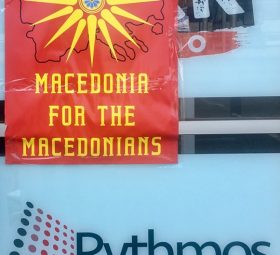 MACEDONIA
FOR THE
MACEDONIANS
Rythmos